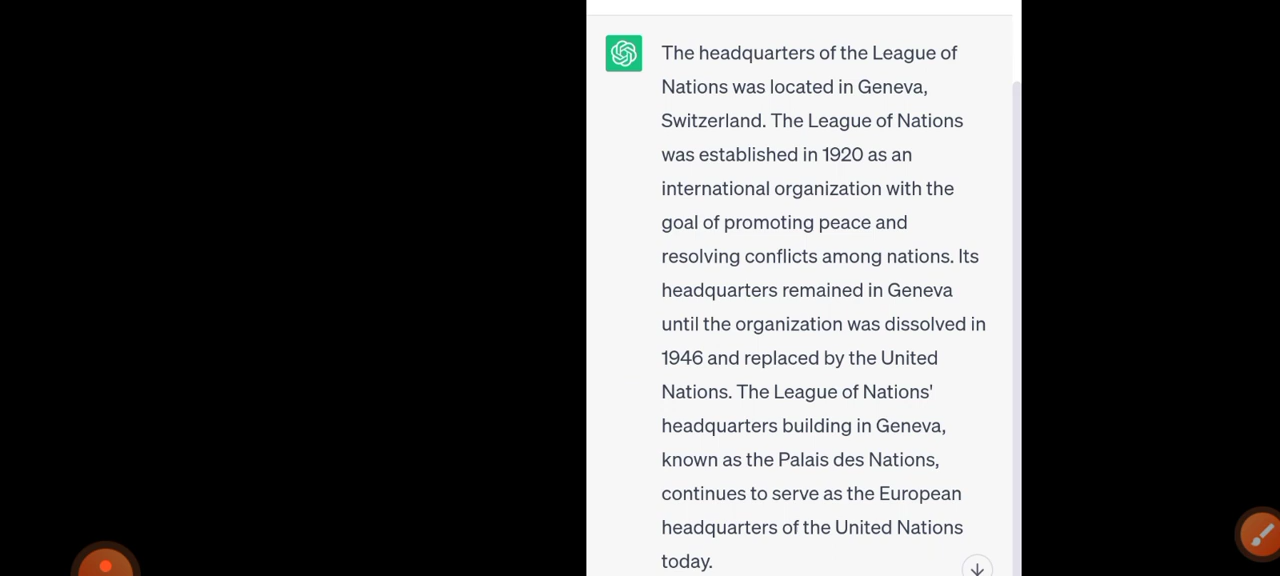 The headquarters of the League of
Nations was located in Geneva,
Switzerland. The League of Nations
was established in 1920 as an
international organization with the
goal of promoting peace and
resolving conflicts among nations. Its
headquarters remained in Geneva
until the organization was dissolved in
1946 and replaced by the United
Nations. The League of Nations'
headquarters building in Geneva,
known as the Palais des Nations,
continues to serve as the European
headquarters of the United Nations
today.